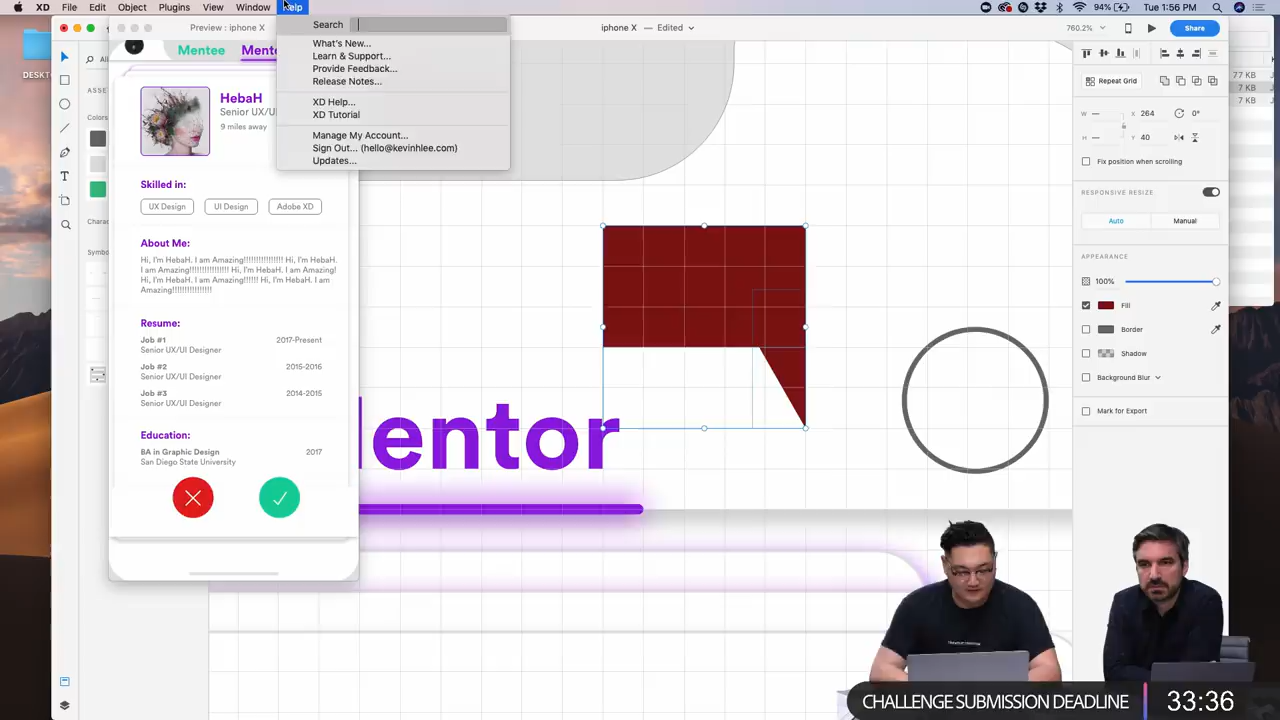 XD File Edit Object Plugins View Window Help
94% Tue 1:56 PM
Search
What's New...
Learn & Support...
Provide Feedback...
Release Notes...
XD Help...
XD Tutorial
Manage My Account...
Sign Out... (hello@kevinhlee.com)
Updates...
Preview : iphone X
iphone X — Edited
760.2%
Share
DESKT
Mentee
ASSE
Colors
Charac
Symbo
HebaH
Senior UX/U
9 miles away
Skilled in:
UX Design UI Design Adobe XD
About Me:
Hi, I'm HebaH. I am Amazing!!!!!!!!!!!!!!! Hi, I'm HebaH.
I am Amazing!!!!!!!!!!!!!!! Hi, I'm HebaH. I am Amazing!
Hi, I'm HebaH. I am Amazing!!!!!! Hi, I'm HebaH. I am
Amazing!!!!!!!!!!!!!!!!
Resume:
Job #1 2017-Present
Senior UX/UI Designer
Job #2 2015-2016
Senior UX/UI Designer
Job #3 2014-2015
Senior UX/UI Designer
Education:
BA in Graphic Design 2017
San Diego State University
entor
Repeat Grid
W — X 264 0°
H — Y 40
Fix position when scrolling
RESPONSIVE RESIZE
Auto Manual
APPEARANCE
100%
Fill
Border
Shadow
Background Blur
Mark for Export
77 KB
7 KB
7 KB
CHALLENGE SUBMISSION DEADLINE 33:36